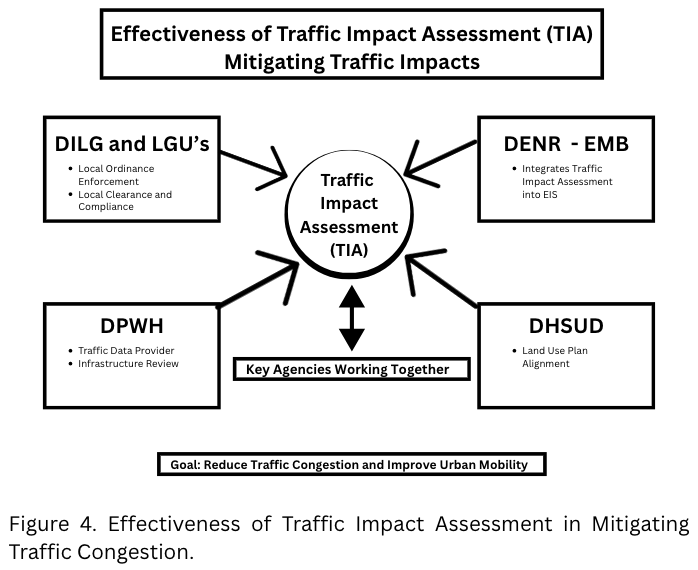 Effectiveness of Traffic Impact Assessment (TIA)
Mitigating Traffic Impacts
DILG and LGU's
• Local Ordinance
Enforcement
• Local Clearance and
Compliance
DENR - EMB
• Integrates Traffic
Impact Assessment
into EIS
Traffic
Impact
Assessment
(TIA)
DPWH
• Traffic Data Provider
• Infrastructure Review
DHSUD
• Land Use Plan
Alignment
Key Agencies Working Together
Goal: Reduce Traffic Congestion and Improve Urban Mobility
Figure 4. Effectiveness of Traffic Impact Assessment in Mitigating
Traffic Congestion.